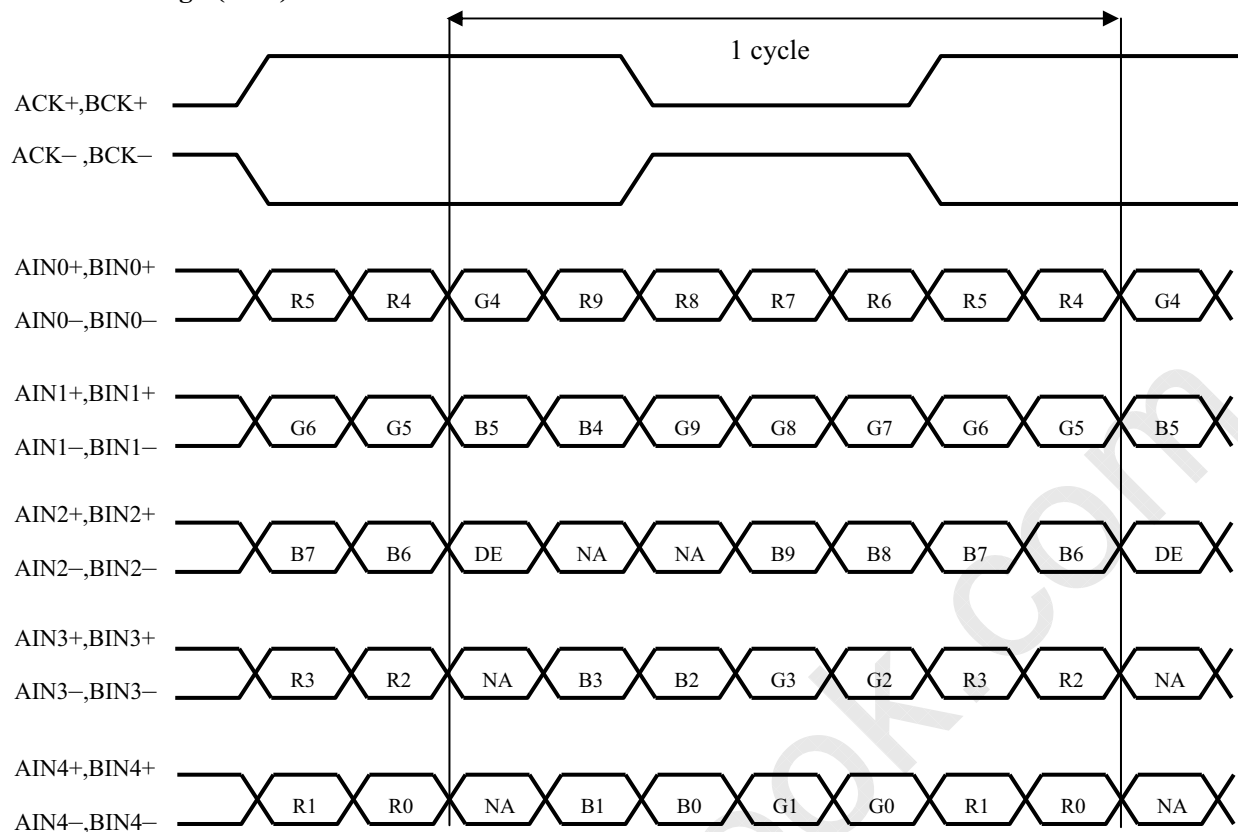 1 cycle
ACK+,BCK+
ACK− ,BCK−
AIN0+,BIN0+
R5 R4 G4 R9 R8 R7 R6 R5 R4 G4
AIN0−,BIN0−
AIN1+,BIN1+
G6 G5 B5 B4 G9 G8 G7 G6 G5 B5
AIN1−,BIN1−
AIN2+,BIN2+
B7 B6 DE NA NA B9 B8 B7 B6 DE
AIN2−,BIN2−
AIN3+,BIN3+
R3 R2 NA B3 B2 G3 G2 R3 R2 NA
AIN3−,BIN3−
AIN4+,BIN4+
R1 R0 NA B1 B0 G1 G0 R1 R0 NA
AIN4−,BIN4−
ok.com